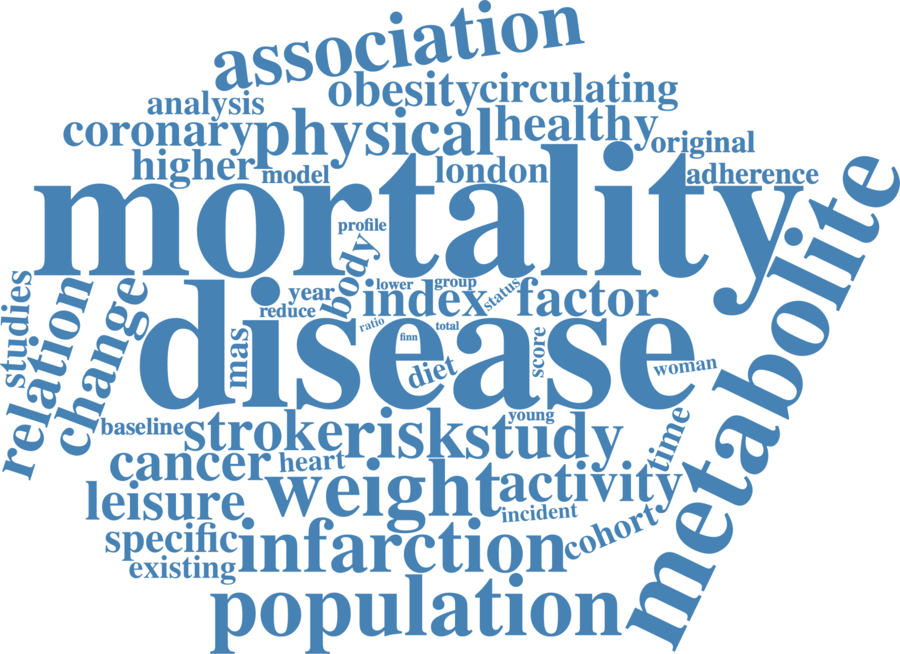 association
obesity circulating
analysis
coronary physical healthy
original
higher model london adherence
mortality
metabolite
profile
body
studies
relation
change
year lower group status
reduce index factor
disease
mas
ratio total
finn
diet
score
woman
young
baseline stroke risk study
time
cancer heart
weight activity
leisure
incident
specific infarction cohort
existing
population